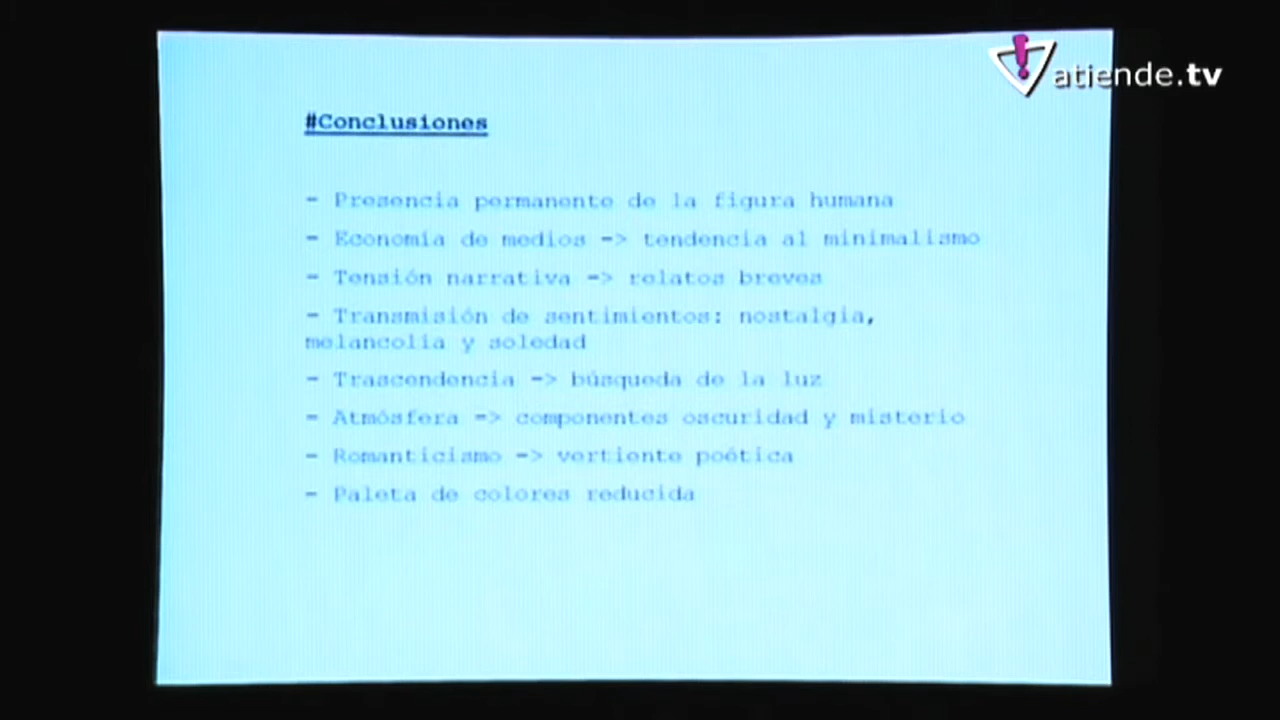 atiende.tv
#Conclusiones
- Presencia permanente de la figura humana
- Economía de medios -> tendencia al minimalismo
- Tensión narrativa -> relatos breves
- Transmisión de sentimientos: nostalgia,
melancolía y soledad
- Trascendencia -> búsqueda de la luz
- Atmósfera -> componentes oscuridad y misterio
- Romanticismo -> vertiente poética
- Paleta de colores reducida